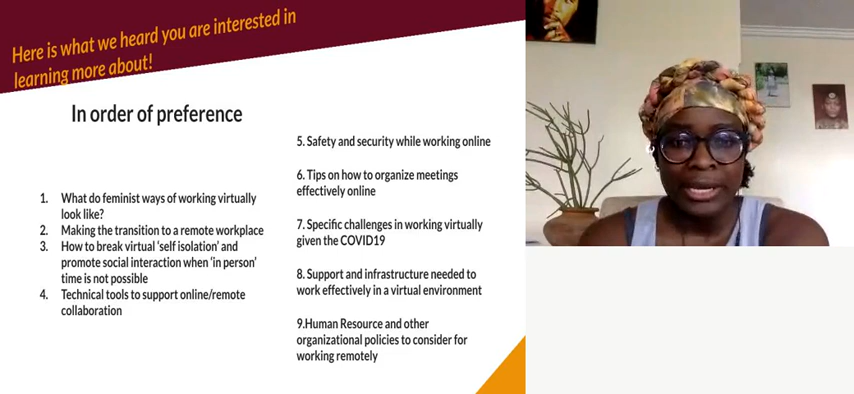 Here is what we heard you are interested in
learning more about!
In order of preference
1. What do feminist ways of working virtually
look like?
2. Making the transition to a remote workplace
3. How to break virtual 'self isolation' and
promote social interaction when 'in person'
time is not possible
4. Technical tools to support online/remote
collaboration
5. Safety and security while working online
6. Tips on how to organize meetings
effectively online
7. Specific challenges in working virtually
given the COVID19
8. Support and infrastructure needed to
work effectively in a virtual environment
9.Human Resource and other
organizational policies to consider for
working remotely